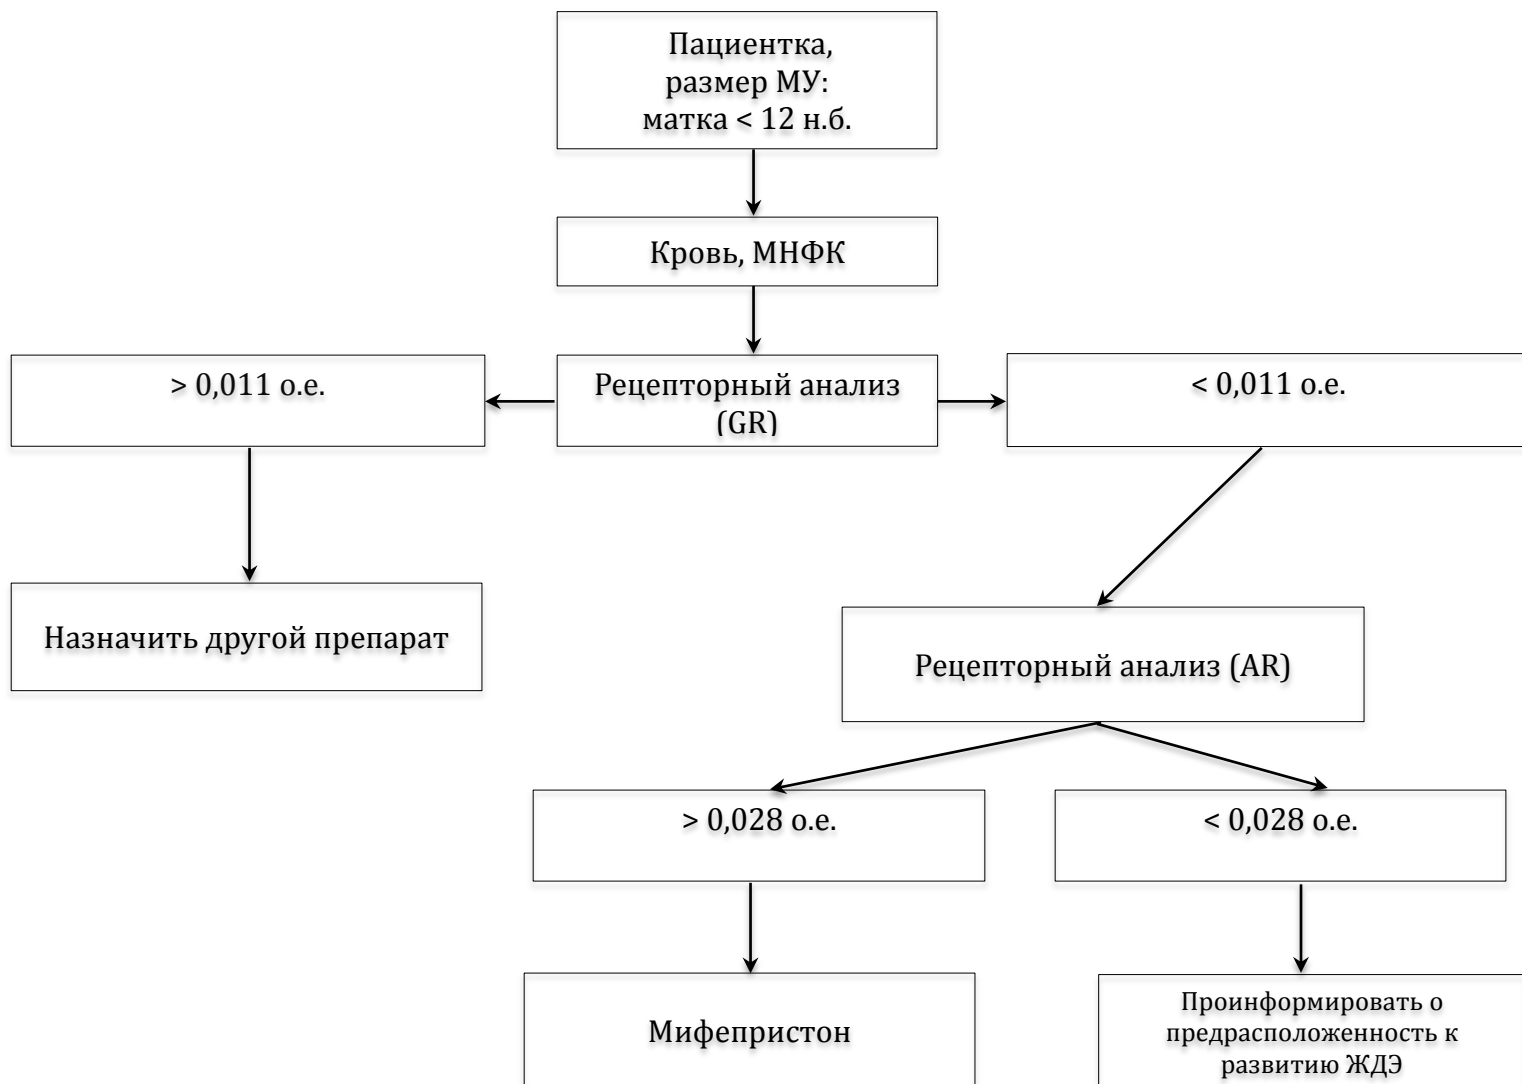 Пациентка,
размер МУ:
матка < 12 н.б.
Кровь, МНФК
> 0,011 о.е.
Рецепторный анализ
(GR)
< 0,011 о.е.
Назначить другой препарат
Рецепторный анализ (AR)
> 0,028 о.е.
< 0,028 о.е.
Мифепристон
Проинформировать о
предрасположенность к
развитию ЖДЭ